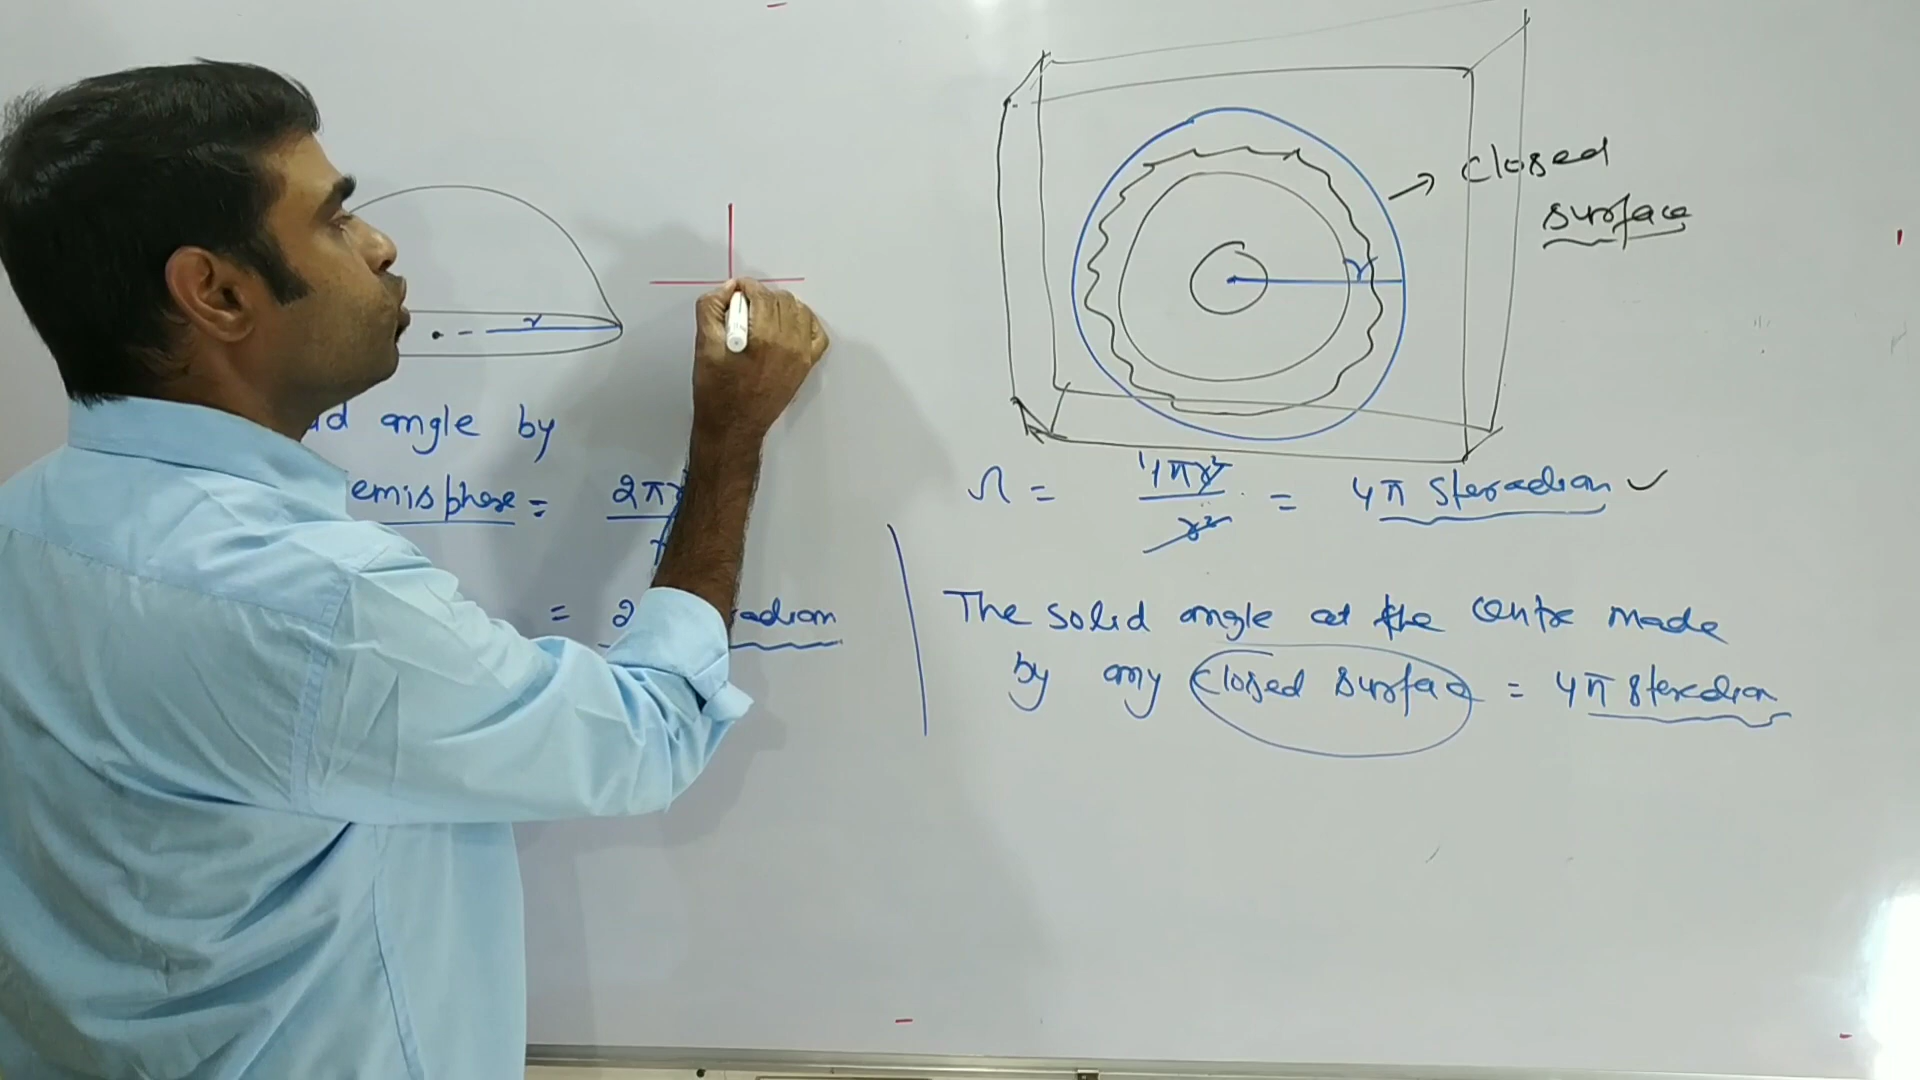 r
angle by
emisphere = 2π
= 2 adian
r
closed
surface
Ω = 4πr² / r² = 4π steradian ✓
The solid angle at the centre made
by any closed surface = 4π steredian